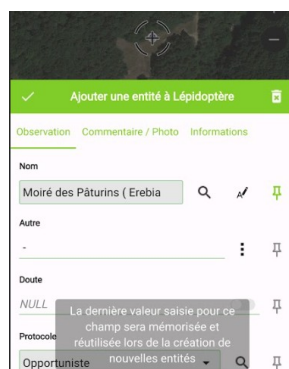 Ajouter une entité à Lépidoptère
Observation Commentaire / Photo Informations
Nom
Moiré des Pâturins ( Erebia
Autre
-
Doute
NULL
La dernière valeur saisie pour ce
champ sera mémorisée et
réutilisée lors de la création de
nouvelles entités
Protocole
Opportuniste